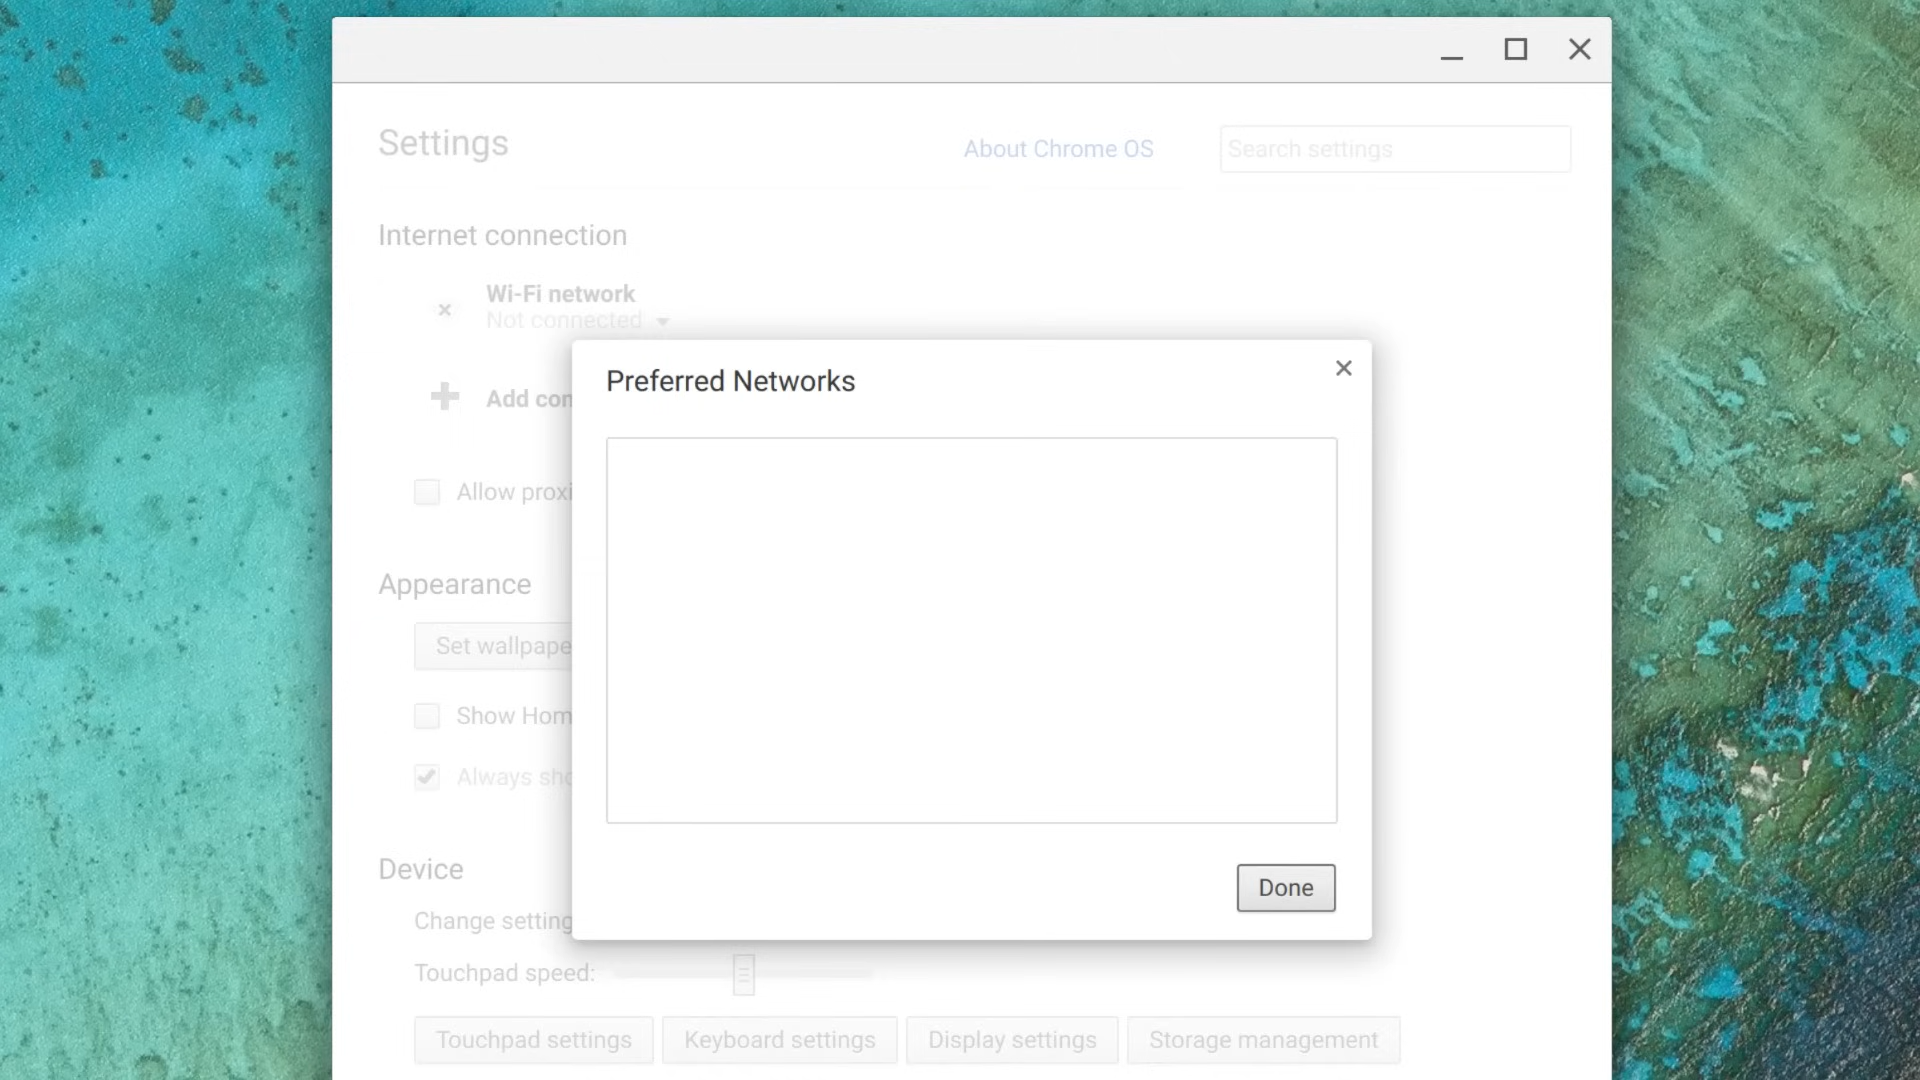 Settings
About Chrome OS
Search settings
Internet connection
Wi-Fi network
Not connected
Preferred Networks
Add con
Allow proxi
Appearance
Set wallpape
Show Hom
Always sho
Done
Device
Change setting
Touchpad speed:
Touchpad settings
Keyboard settings
Display settings
Storage management